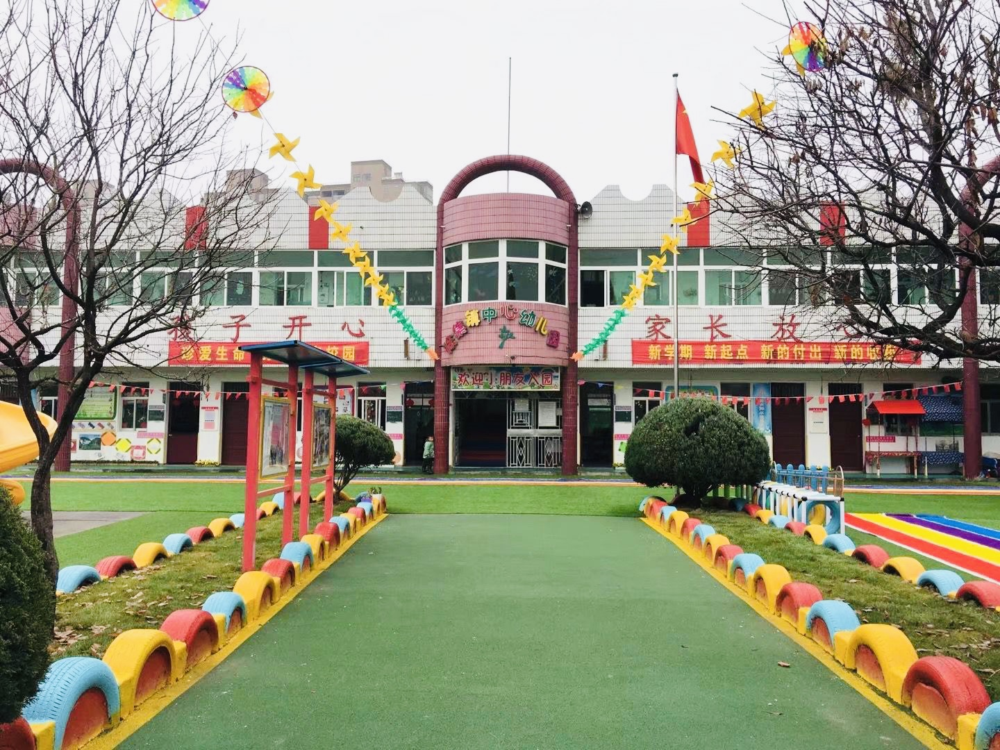 镇中心幼儿园
孩子开心
家长放心
珍爱生命 校园
新学期 新起点 新的付出 新的收获
欢迎小朋友入园